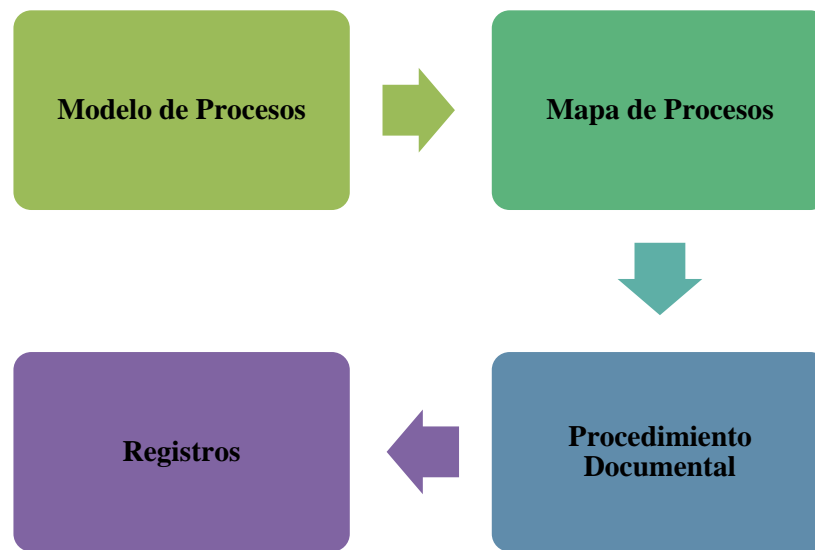 Modelo de Procesos
Mapa de Procesos
Procedimiento
Documental
Registros